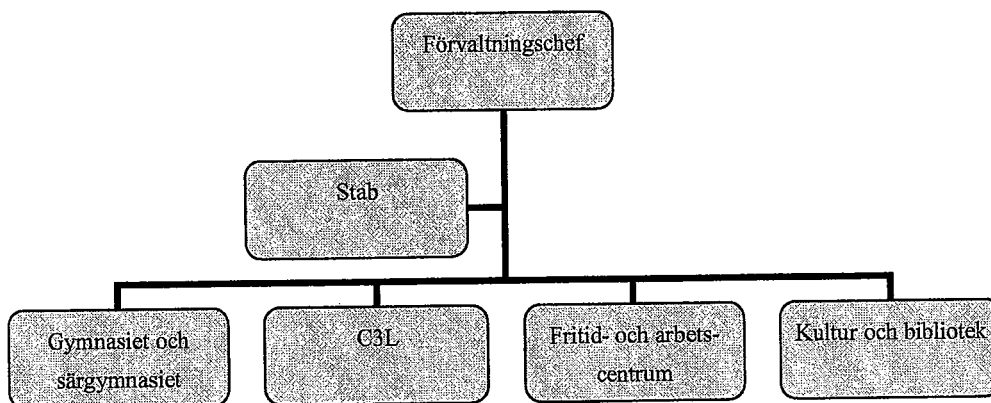 Förvaltningschef
Stab
Gymnasiet och
särgymnasiet
C3L
Fritid- och arbets-
centrum
Kultur och bibliotek